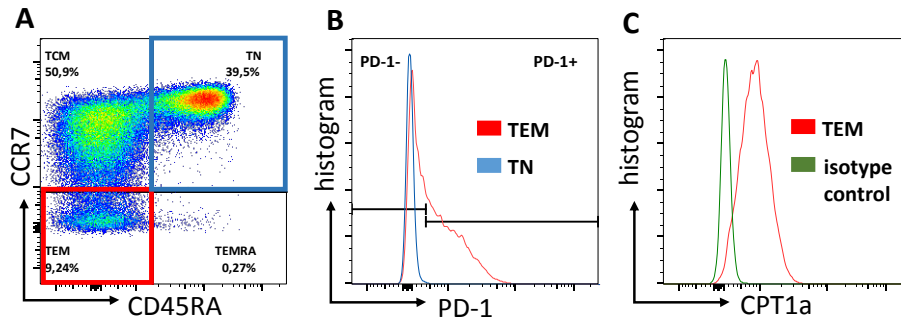 A
TCM
50,9%
TN
39,5%
TEM
9,24%
TEMRA
0,27%
CCR7
CD45RA
B
PD-1-
PD-1+
TEM
TN
histogram
PD-1
C
TEM
isotype
control
histogram
CPT1a